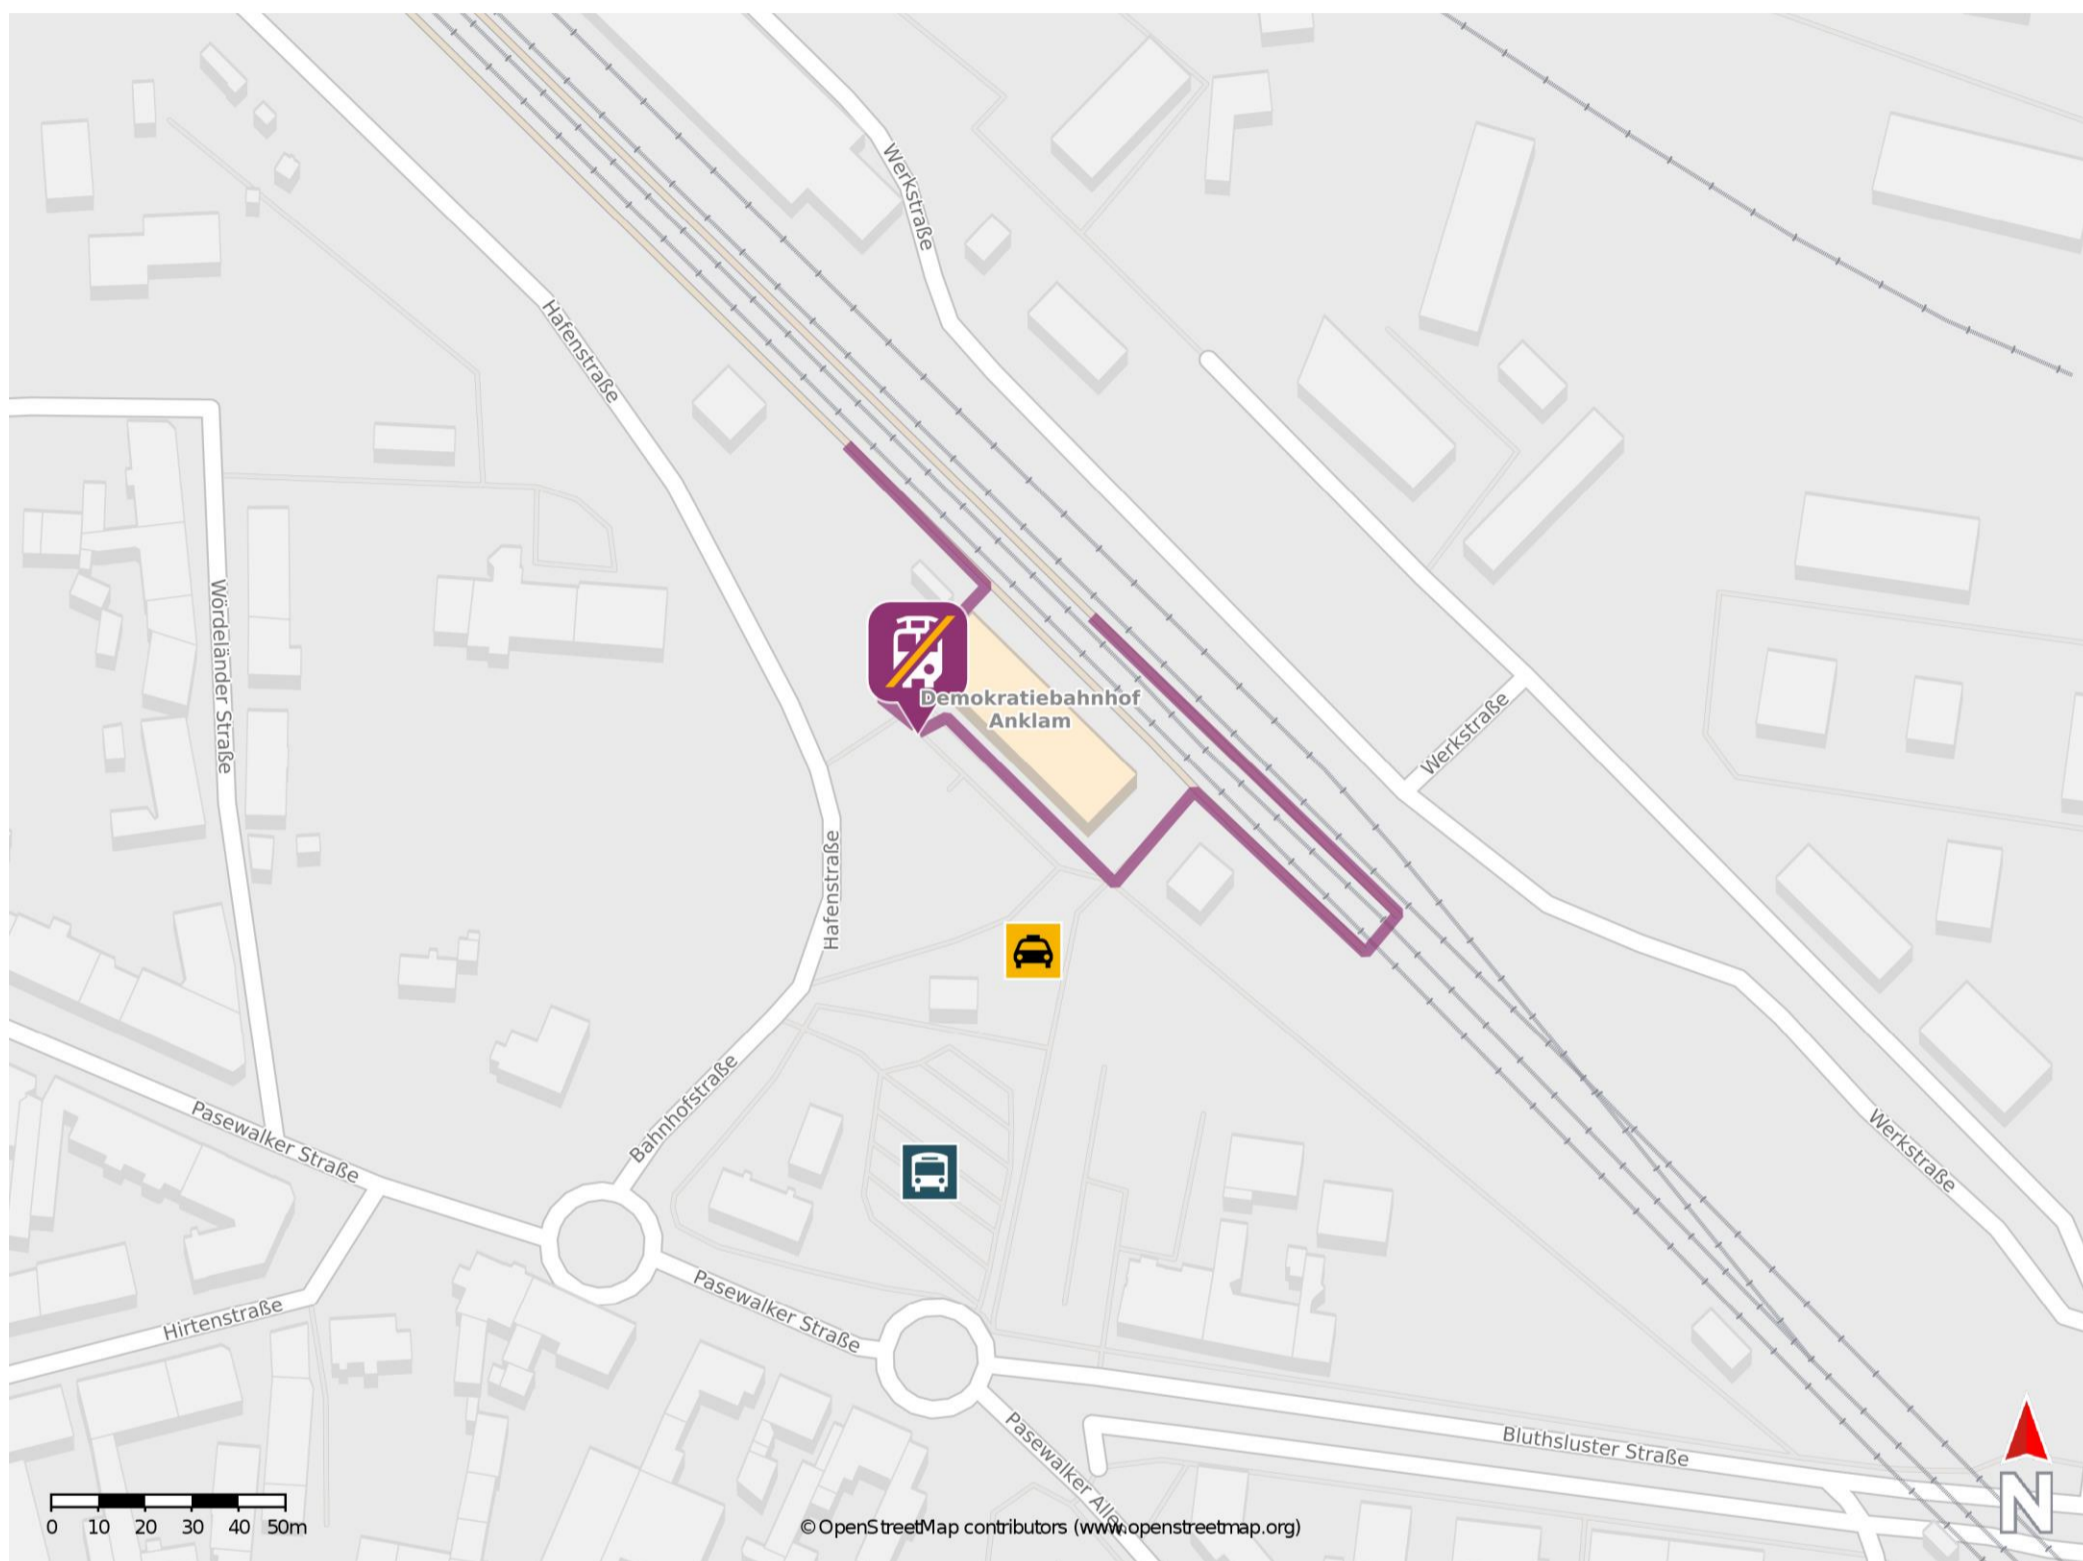 Werkstraße
Hafenstraße
Wördeländer Straße
Demokratiebahnhof
Anklam
Werkstraße
Hafenstraße
Bahnhofstraße
Pasewalker Straße
Werkstraße
Pasewalker Straße
Hirtenstraße
Bluthsluster Straße
Pasewalker Allee
N
0 10 20 30 40 50m
© OpenStreetMap contributors (www.openstreetmap.org)